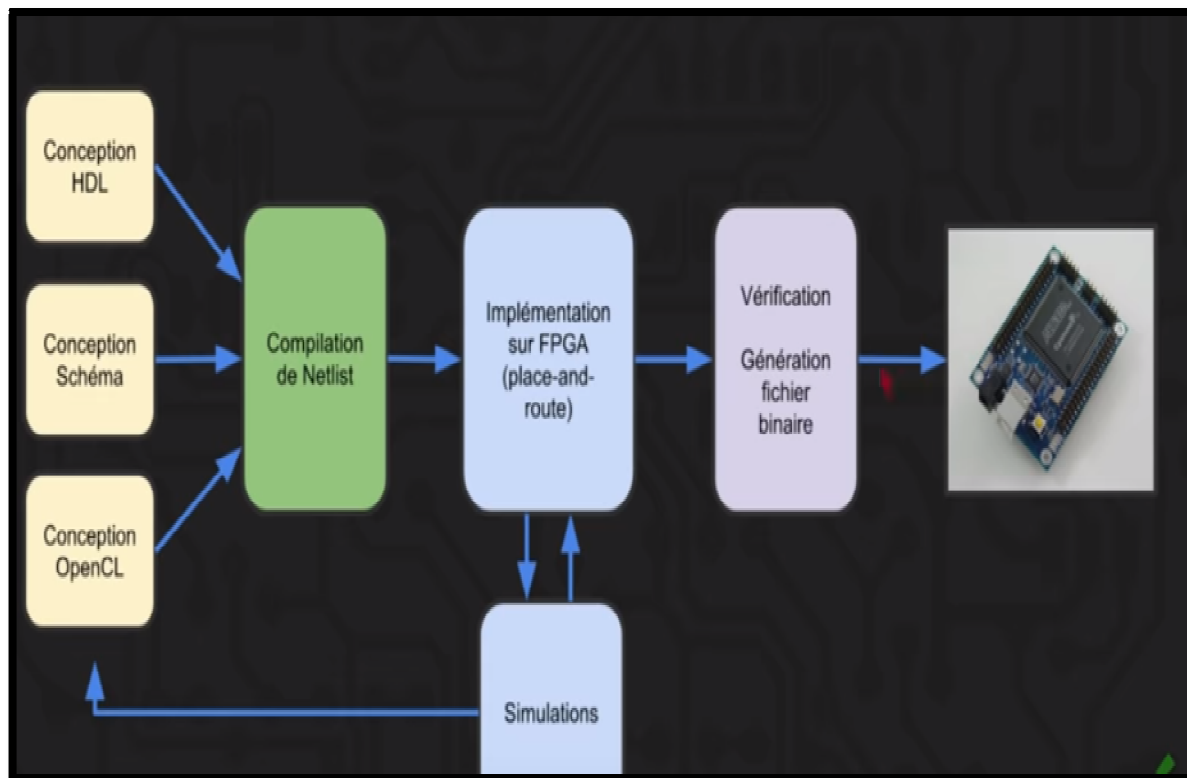 Conception
HDL
Conception
Schéma
Conception
OpenCL
Compilation
de Netlist
Implémentation
sur FPGA
(place-and-
route)
Simulations
Vérification
Génération
fichier
binaire